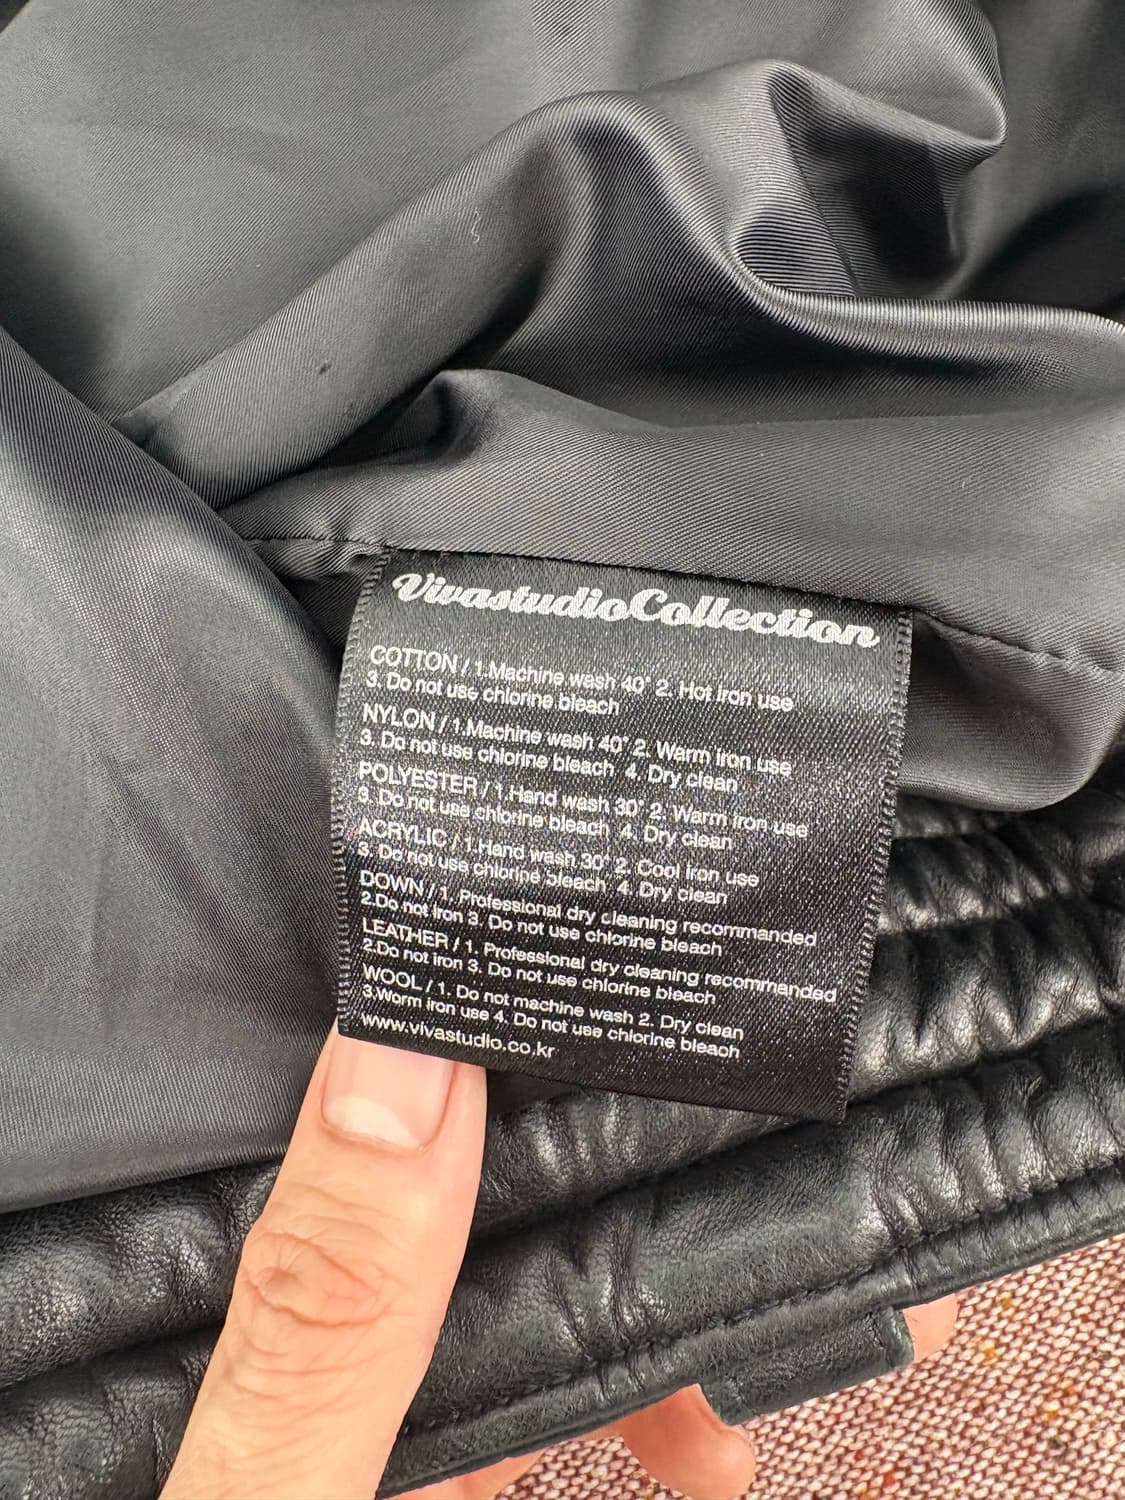 VivastudioCollection
COTTON / 1.Machine wash 40° 2. Hot iron use
3. Do not use chlorine bleach
NYLON / 1.Machine wash 40° 2. Warm iron use
3. Do not use chlorine bleach 4. Dry clean
POLYESTER / 1.Hand wash 30° 2. Warm iron use
3. Do not use chlorine bleach 4. Dry clean
ACRYLIC / 1.Hand wash 30° 2. Cool iron use
3. Do not use chlorine bleach 4. Dry clean
DOWN / 1. Professional dry cleaning recommanded
2.Do not iron 3. Do not use chlorine bleach
LEATHER / 1. Professional dry cleaning recommanded
2.Do not iron 3. Do not use chlorine bleach
WOOL / 1. Do not machine wash 2. Dry clean
3.Worm iron use 4. Do not use chlorine bleach
www.vivastudio.co.kr